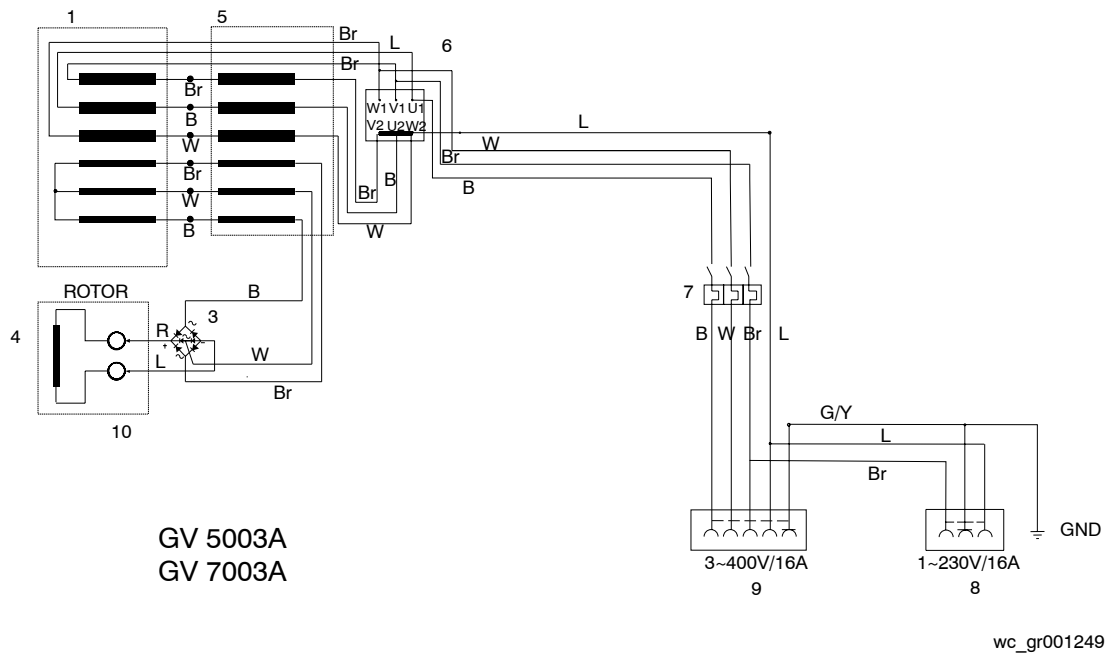 1
5
Br
L
6
Br
Br
B
W
Br
W
B
W1 V1 U1
V2 U2 W2
L
W
Br
B
Br
B
W
ROTOR
4
10
R
L
+
~
~
-
3
B
W
Br
7
B W Br L
G/Y
L
Br
GND
3~400V/16A
9
1~230V/16A
8
GV 5003A
GV 7003A
wc_gr001249